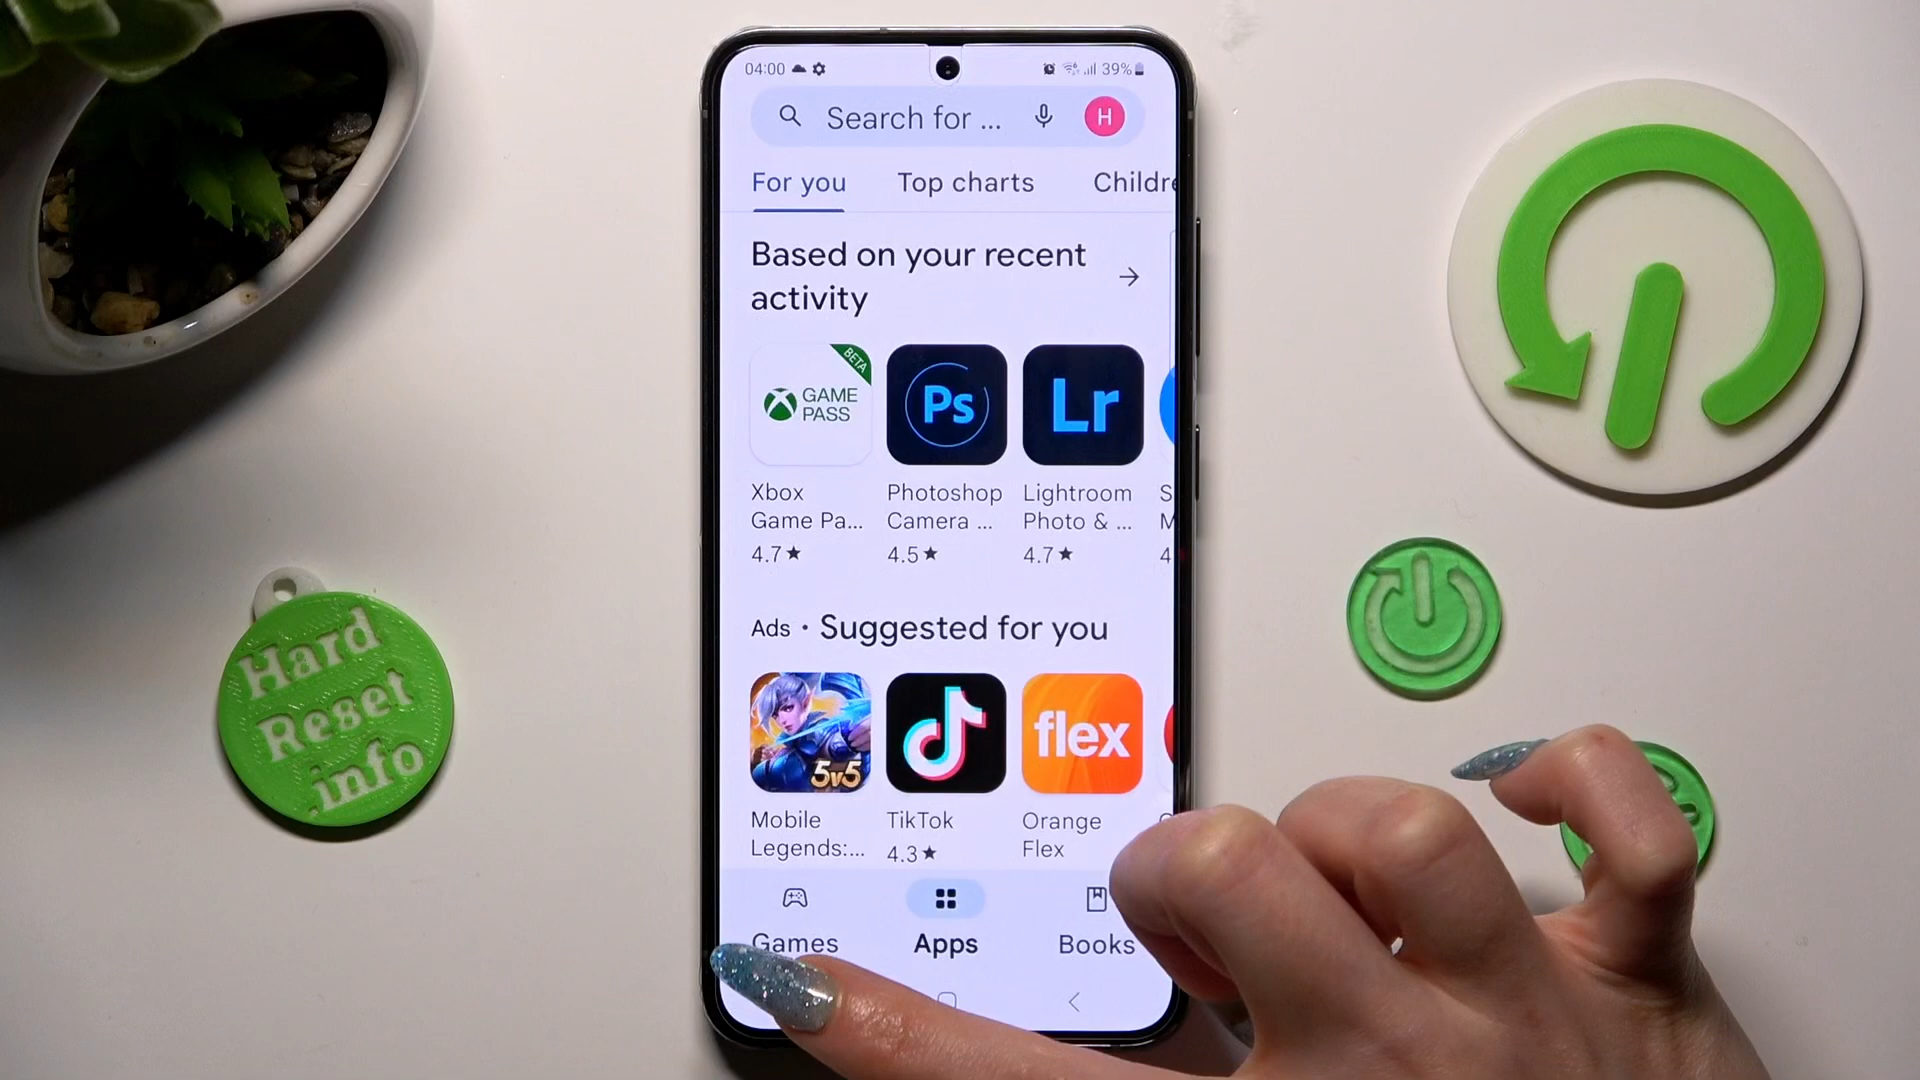 04:00
39%
Search for ...
H
For you
Top charts
Childre
Based on your recent
activity
BETA
GAME
PASS
Ps
Lr
Xbox
Game Pa...
4.7★
Photoshop
Camera ...
4.5★
Lightroom
Photo & ...
4.7★
S
M
4
Ads • Suggested for you
5v5
flex
Mobile
Legends:...
TikTok
4.3★
Orange
Flex
Games
Apps
Books
Hard
Reset
.info